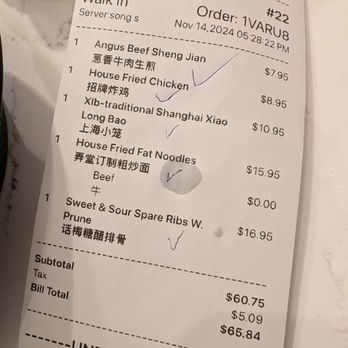 Walk In
#22
Server:song s
Order: 1VARU8
Nov 14,2024 05:28:22 PM
1 Angus Beef Sheng Jian $7.95
葱香牛肉生煎
1 House Fried Chicken $8.95
招牌炸鸡
1 Xlb-traditional Shanghai Xiao $10.95
Long Bao
上海小笼
1 House Fried Fat Noodles $15.95
弄堂订制粗炒面
Beef $0.00
牛
1 Sweet & Sour Spare Ribs W. $16.95
Prune
话梅糖醋排骨
Subtotal $60.75
Tax $5.09
Bill Total $65.84